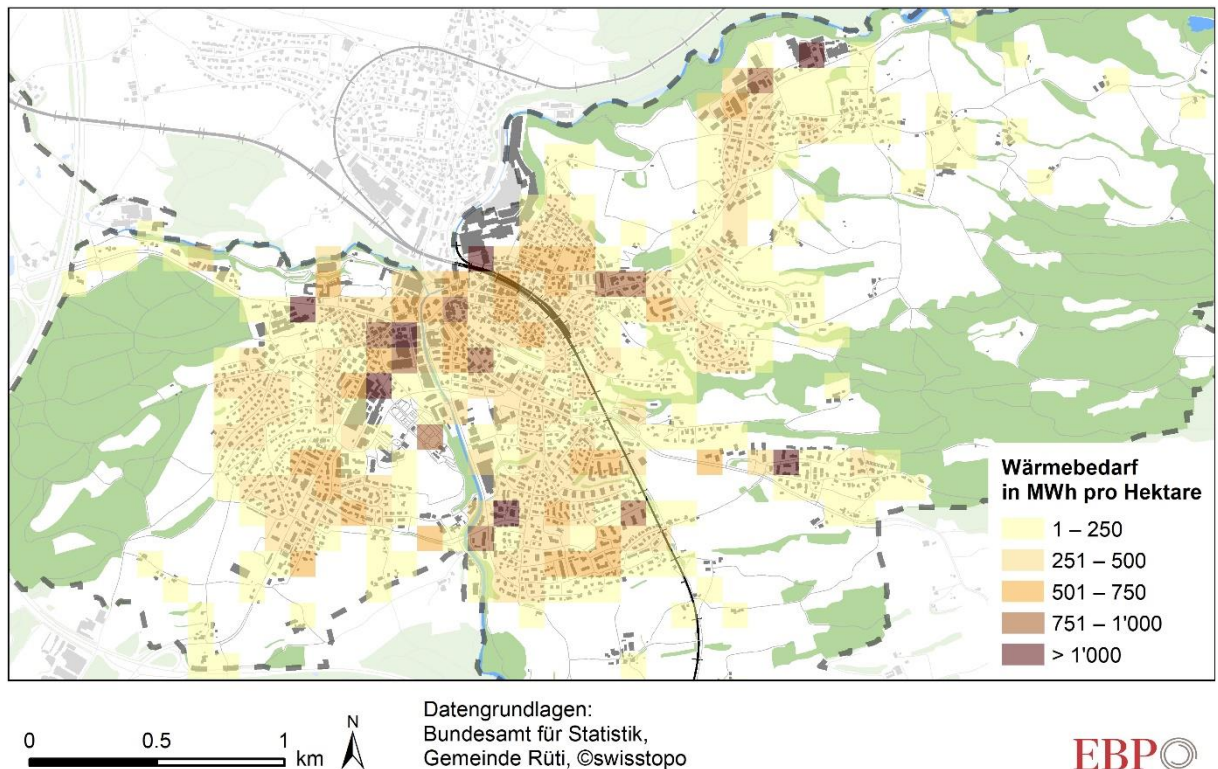 Wärmebedarf
in MWh pro Hektare
1 – 250
251 – 500
501 – 750
751 – 1'000
> 1'000
0 0.5 1
km
N
Datengrundlagen:
Bundesamt für Statistik,
Gemeinde Rüti, ©swisstopo
EBP